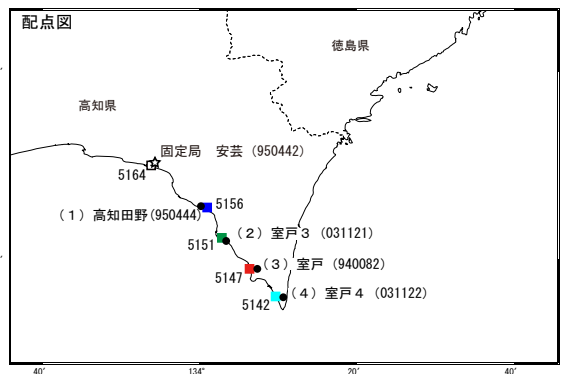 配点図
徳島県
高知県
固定局 安芸 (950442)
5164
5156
(1) 高知田野(950444)
(2) 室戸3 (031121)
5151
(3) 室戸 (940082)
5147
(4) 室戸4 (031122)
5142
40′ 134° 20′ 40′